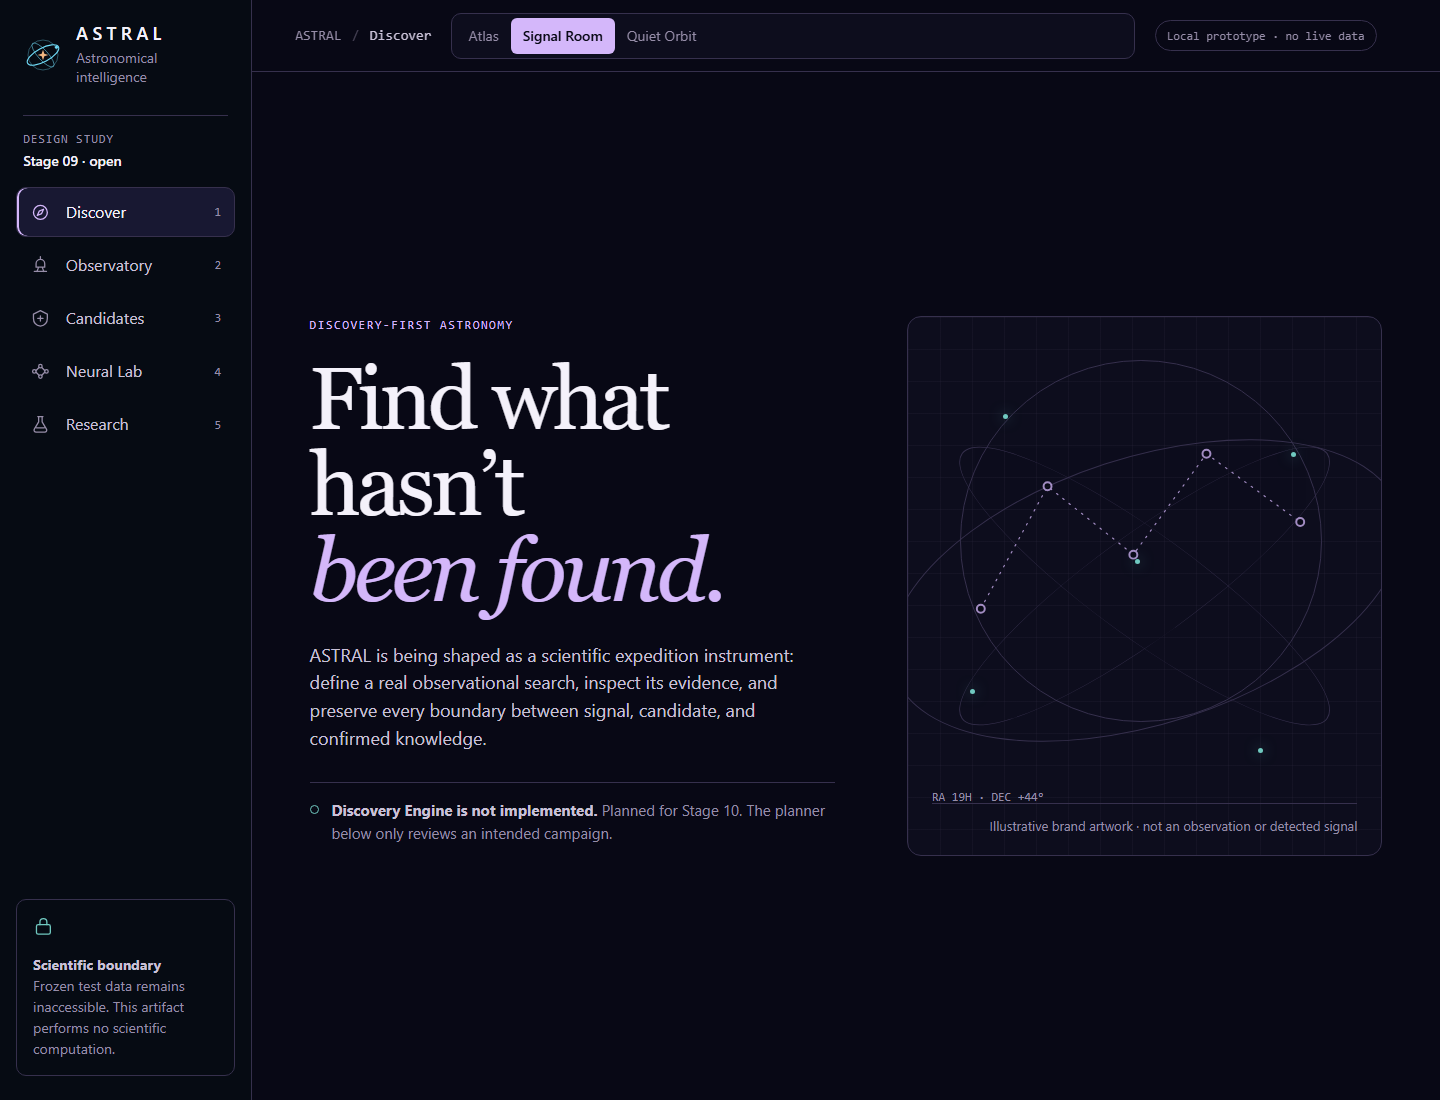 ASTRAL
Astronomical
intelligence
DESIGN STUDY
Stage 09 · open
Discover 1
Observatory 2
Candidates 3
Neural Lab 4
Research 5
Scientific boundary
Frozen test data remains
inaccessible. This artifact
performs no scientific
computation.
ASTRAL / Discover
Atlas Signal Room Quiet Orbit
Local prototype · no live data
DISCOVERY-FIRST ASTRONOMY
Find what
hasn’t
been found.
ASTRAL is being shaped as a scientific expedition instrument:
define a real observational search, inspect its evidence, and
preserve every boundary between signal, candidate, and
confirmed knowledge.
Discovery Engine is not implemented. Planned for Stage 10. The planner
below only reviews an intended campaign.
RA 19H · DEC +44°
Illustrative brand artwork · not an observation or detected signal